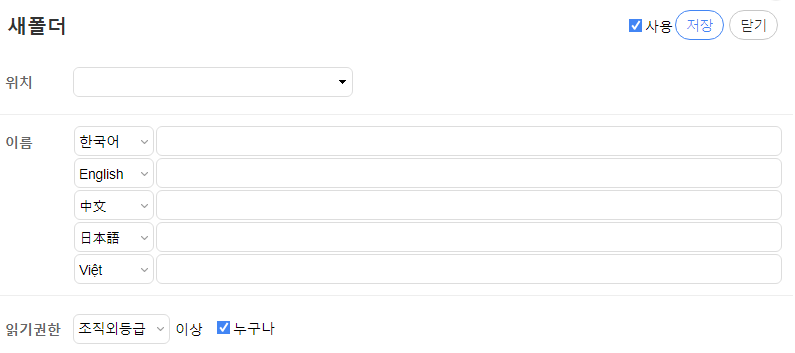 새폴더 사용 저장 닫기
위치
이름 한국어
English
中文
日本語
Việt
읽기권한 조직외등급 이상 누구나